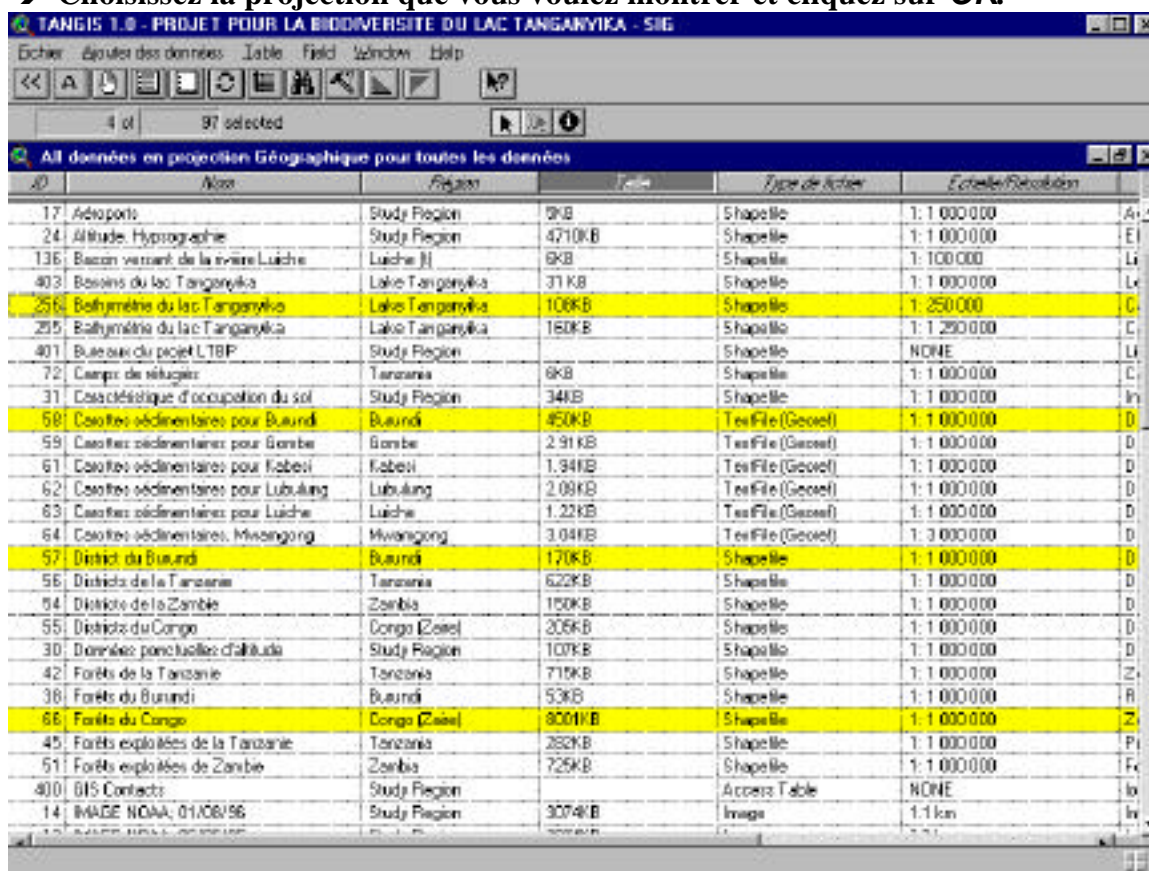 Choisissez la projection que vous voulez montrer et cliquez sur OK.
TANGIS 1.0 - PROJET POUR LA BIODIVERSITE DU LAC TANGANYIKA - SIG
Fichier Ajouter des données Table Field Window Help
4 of 97 selected
All données en projection Géographique pour toutes les données
ID Nom Région Taille Type de fichier Echelle/Résolution
17 Aéroports Study Region 9KB Shapefile 1: 1 000 000
24 Altitude, Hypsographie Study Region 4710KB Shapefile 1: 1 000 000 El
136 Bassin versant de la rivière Luiche Luiche 6KB Shapefile 1: 100 000 Li
403 Bassins du lac Tanganyika Lake Tanganyika 31 KB Shapefile 1: 1 000 000
256 Bathymétrie du lac Tanganyika Lake Tanganyika 108KB Shapefile 1: 250 000 C
255 Bathymétrie du lac Tanganyika Lake Tanganyika 160KB Shapefile 1: 1 250 000 C
401 Bureaux du projet LTBP Study Region Shapefile NONE
72 Camps de réfugiés Tanzania 6KB Shapefile 1: 1 000 000 C
31 Caractéristique d'occupation du sol Study Region 34KB Shapefile 1: 1 000 000 In
58 Carottes sédimentaires pour Burundi Burundi 450KB TextFile (Georef) 1: 1 000 000 D
59 Carottes sédimentaires pour Gombe Gombe 2.91KB TextFile (Georef) 1: 1 000 000 D
61 Carottes sédimentaires pour Kabesi Kabesi 1.94KB TextFile (Georef) 1: 1 000 000 D
62 Carottes sédimentaires pour Lubulung Lubulung 2.09KB TextFile (Georef) 1: 1 000 000 D
63 Carottes sédimentaires pour Luiche Luiche 1.22KB TextFile (Georef) 1: 1 000 000 D
64 Carottes sédimentaires, Mwamgong Mwamgong 3.04KB TextFile (Georef) 1: 3 000 000 D
57 District du Burundi Burundi 170KB Shapefile 1: 1 000 000 D
56 Districts de la Tanzanie Tanzania 622KB Shapefile 1: 1 000 000 D
54 Districts de la Zambie Zambia 150KB Shapefile 1: 1 000 000 D
55 Districts du Congo Congo (Zaire) 205KB Shapefile 1: 1 000 000 D
30 Données ponctuelles d'altitude Study Region 107KB Shapefile 1: 1 000 000 D
42 Forêts de la Tanzanie Tanzania 715KB Shapefile 1: 1 000 000 Z
38 Forêts du Burundi Burundi 53KB Shapefile 1: 1 000 000 R
66 Forêts du Congo Congo (Zaire) 8001KB Shapefile 1: 1 000 000 Z
45 Forêts exploitées de la Tanzanie Tanzania 282KB Shapefile 1: 1 000 000
51 Forêts exploitées de Zambie Zambia 725KB Shapefile 1: 1 000 000
400 GIS Contacts Study Region Access Table NONE
14 IMAGE NOAA; 01/08/96 Study Region 3074KB Image 1.1 km